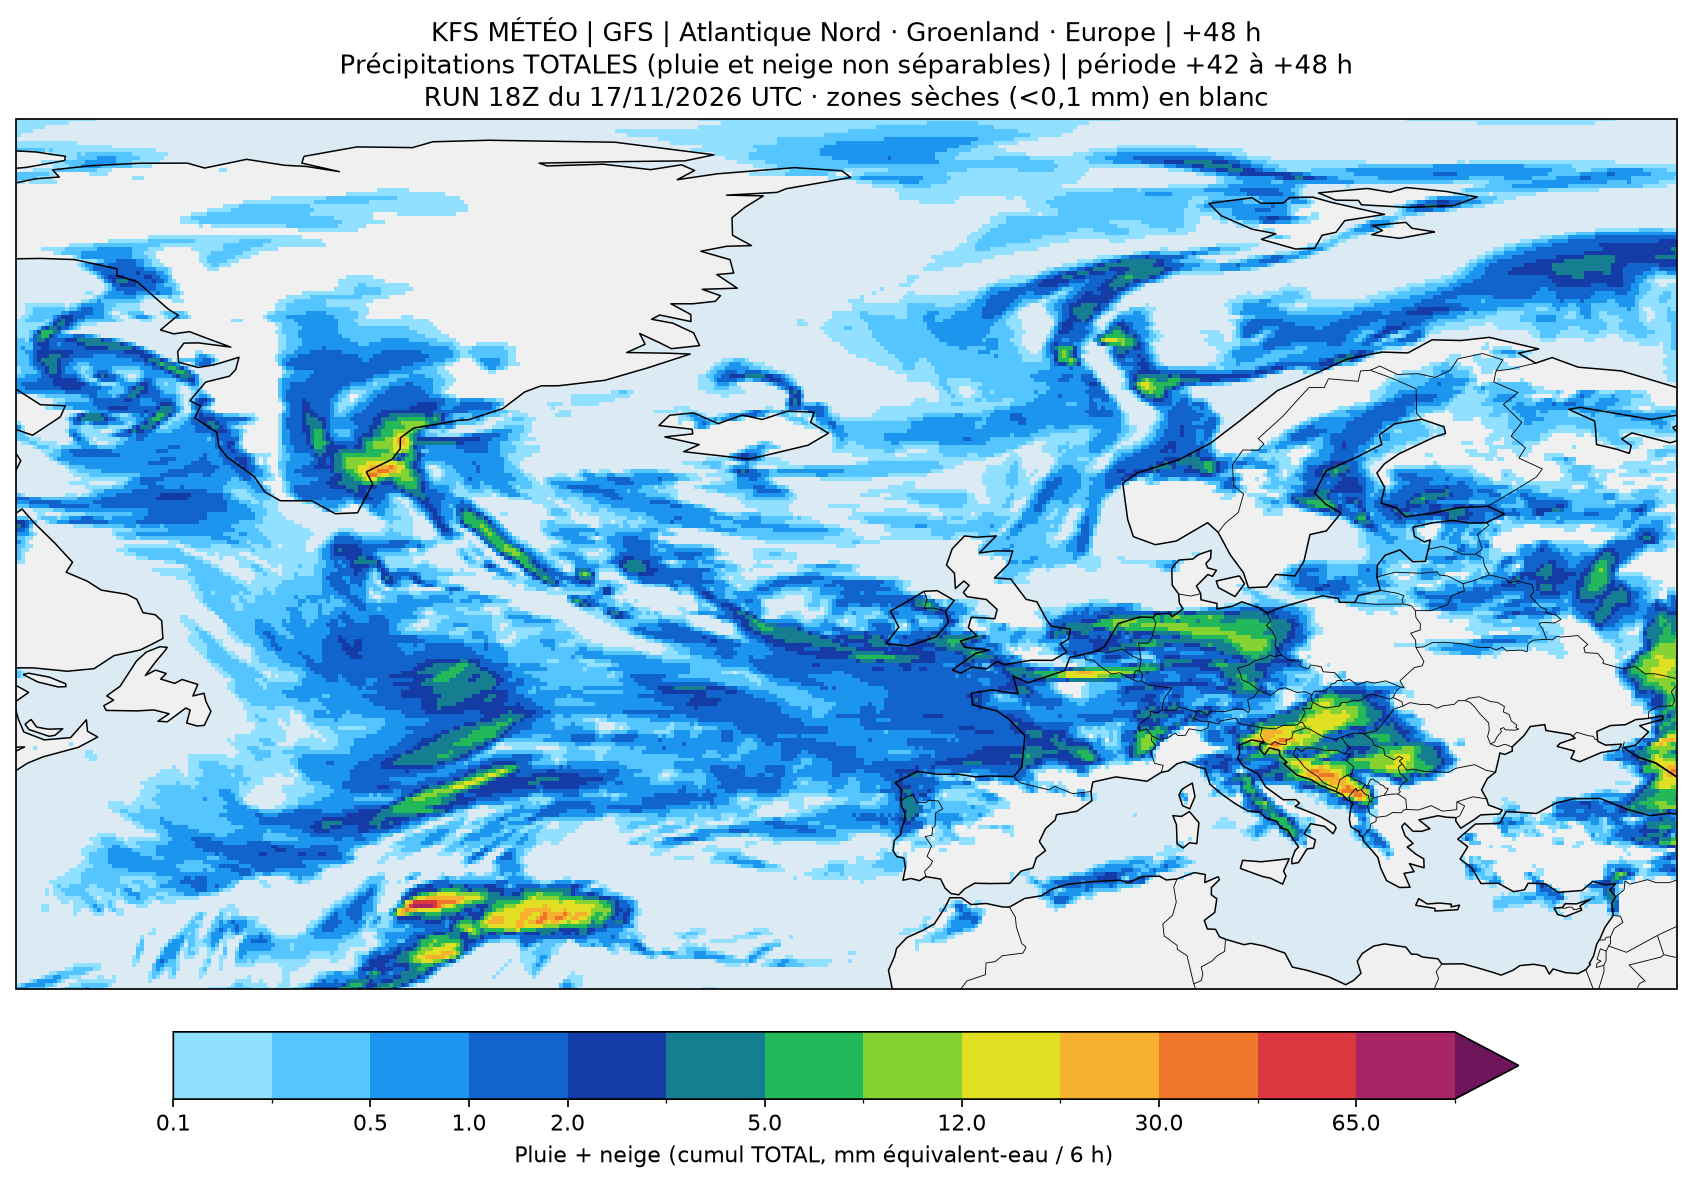 KFS MÉTÉO | GFS | Atlantique Nord · Groenland · Europe | +48 h
Précipitations TOTALES (pluie et neige non séparables) | période +42 à +48 h
RUN 18Z du 17/11/2026 UTC · zones sèches (<0,1 mm) en blanc
0.1 0.5 1.0 2.0 5.0 12.0 30.0 65.0
Pluie + neige (cumul TOTAL, mm équivalent-eau / 6 h)